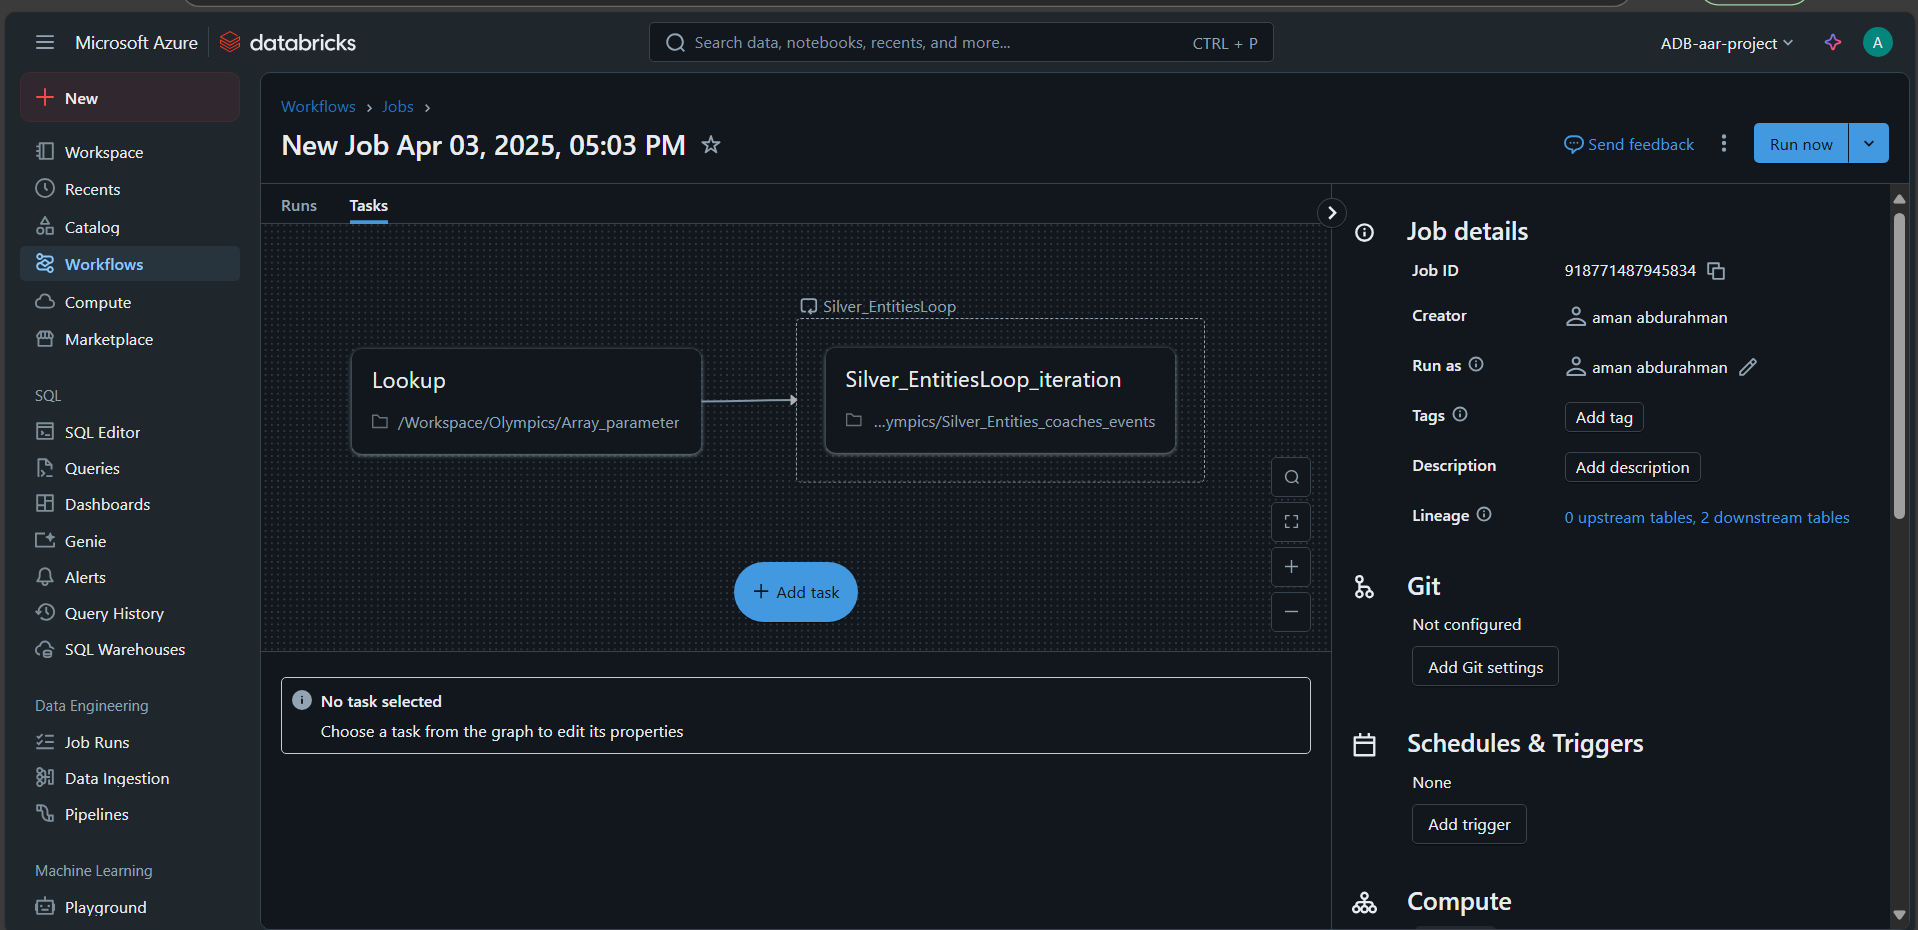 Microsoft Azure databricks
Search data, notebooks, recents, and more...
CTRL + P
ADB-aar-project
A
New
Workspace
Recents
Catalog
Workflows
Compute
Marketplace
SQL
SQL Editor
Queries
Dashboards
Genie
Alerts
Query History
SQL Warehouses
Data Engineering
Job Runs
Data Ingestion
Pipelines
Machine Learning
Playground
Workflows > Jobs >
New Job Apr 03, 2025, 05:03 PM
Send feedback
Run now
Runs
Tasks
Silver_EntitiesLoop
Lookup
/Workspace/Olympics/Array_parameter
Silver_EntitiesLoop_iteration
...ympics/Silver_Entities_coaches_events
+ Add task
No task selected
Choose a task from the graph to edit its properties
Job details
Job ID 918771487945834
Creator aman abdurahman
Run as aman abdurahman
Tags Add tag
Description Add description
Lineage 0 upstream tables, 2 downstream tables
Git
Not configured
Add Git settings
Schedules & Triggers
None
Add trigger
Compute